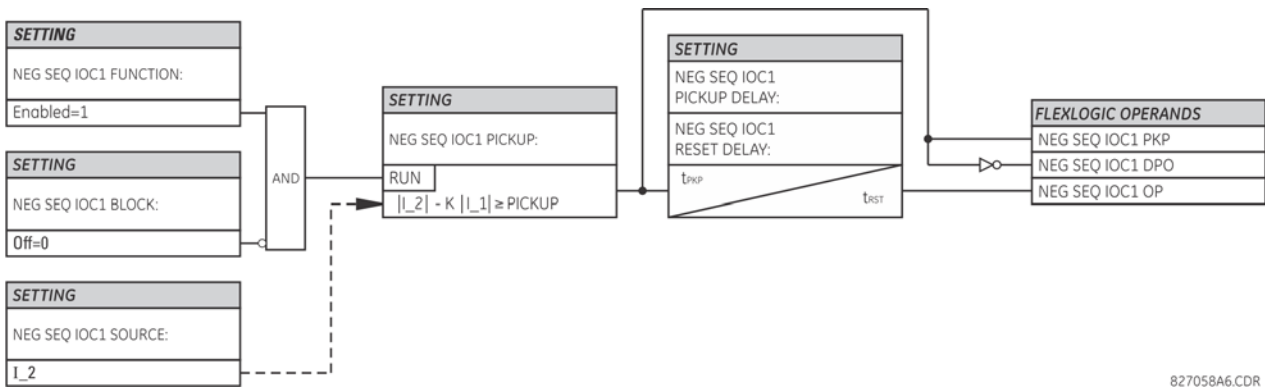 SETTING
NEG SEQ IOC1 FUNCTION:
Enabled=1
SETTING
NEG SEQ IOC1 BLOCK:
Off=0
SETTING
NEG SEQ IOC1 SOURCE:
I_2
AND
SETTING
NEG SEQ IOC1 PICKUP:
RUN
|I_2| - K |I_1| ≥ PICKUP
SETTING
NEG SEQ IOC1
PICKUP DELAY:
NEG SEQ IOC1
RESET DELAY:
tPKP
tRST
FLEXLOGIC OPERANDS
NEG SEQ IOC1 PKP
NEG SEQ IOC1 DPO
NEG SEQ IOC1 OP
827058A6.CDR